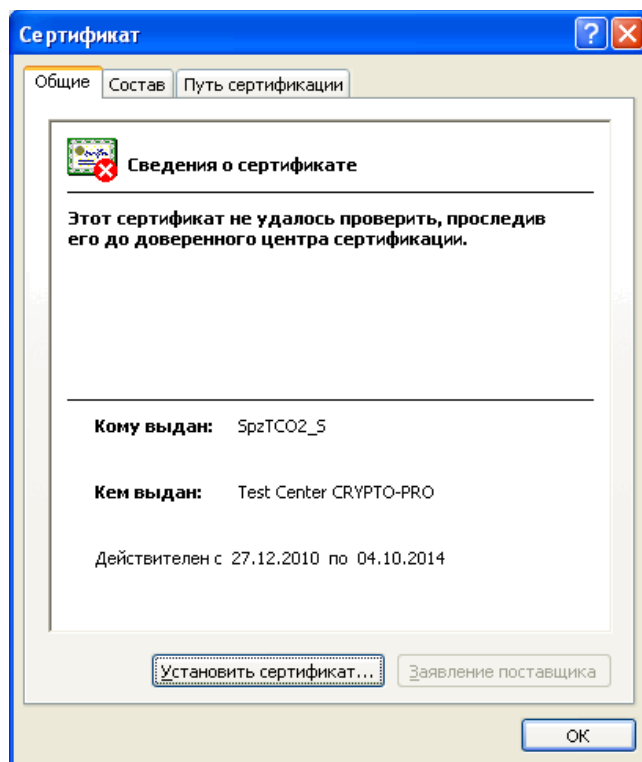 Сертификат
Общие Состав Путь сертификации
Сведения о сертификате
Этот сертификат не удалось проверить, проследив
его до доверенного центра сертификации.
Кому выдан: SpzTCO2_S
Кем выдан: Test Center CRYPTO-PRO
Действителен с 27.12.2010 по 04.10.2014
Установить сертификат... Заявление поставщика
ОК